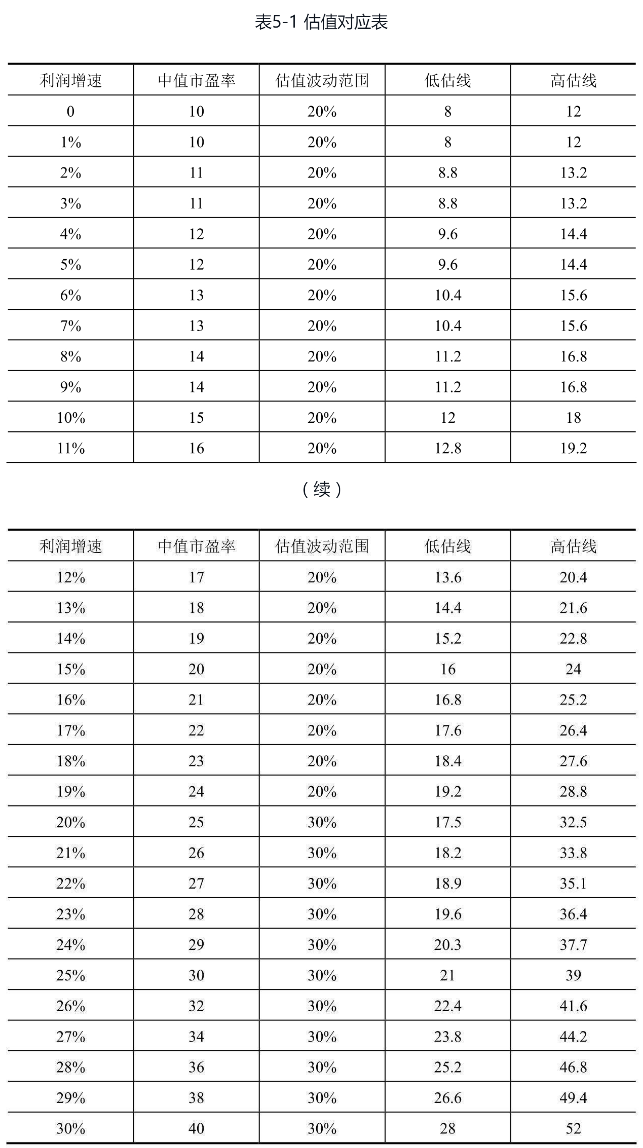 表5-1 估值对应表
利润增速 中值市盈率 估值波动范围 低估线 高估线
0 10 20% 8 12
1% 10 20% 8 12
2% 11 20% 8.8 13.2
3% 11 20% 8.8 13.2
4% 12 20% 9.6 14.4
5% 12 20% 9.6 14.4
6% 13 20% 10.4 15.6
7% 13 20% 10.4 15.6
8% 14 20% 11.2 16.8
9% 14 20% 11.2 16.8
10% 15 20% 12 18
11% 16 20% 12.8 19.2
（续）
利润增速 中值市盈率 估值波动范围 低估线 高估线
12% 17 20% 13.6 20.4
13% 18 20% 14.4 21.6
14% 19 20% 15.2 22.8
15% 20 20% 16 24
16% 21 20% 16.8 25.2
17% 22 20% 17.6 26.4
18% 23 20% 18.4 27.6
19% 24 20% 19.2 28.8
20% 25 30% 17.5 32.5
21% 26 30% 18.2 33.8
22% 27 30% 18.9 35.1
23% 28 30% 19.6 36.4
24% 29 30% 20.3 37.7
25% 30 30% 21 39
26% 32 30% 22.4 41.6
27% 34 30% 23.8 44.2
28% 36 30% 25.2 46.8
29% 38 30% 26.6 49.4
30% 40 30% 28 52